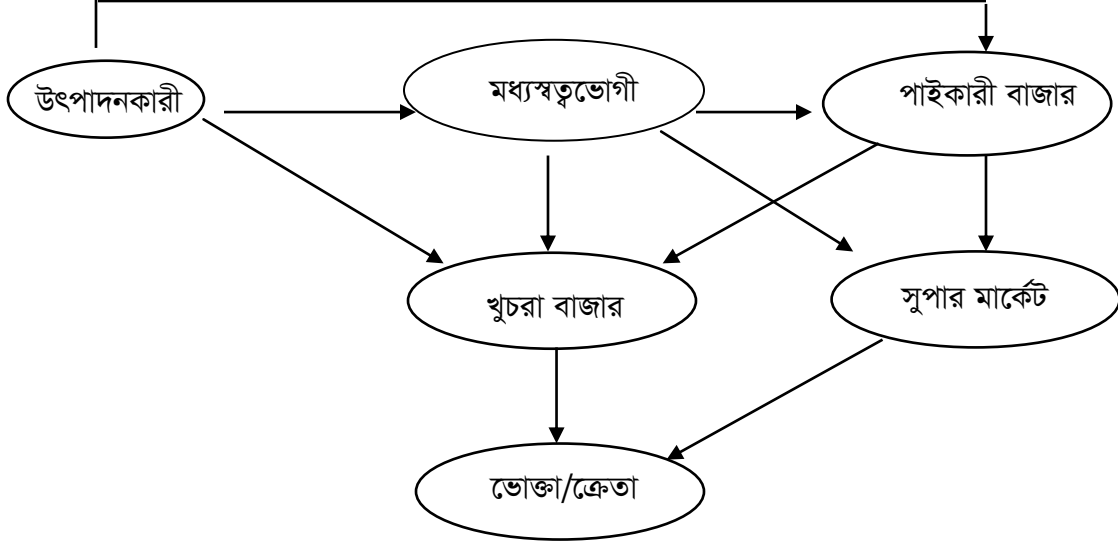 উৎপাদনকারী
মধ্যস্বত্বভোগী
পাইকারী বাজার
খুচরা বাজার
সুপার মার্কেট
ভোক্তা/ক্রেতা